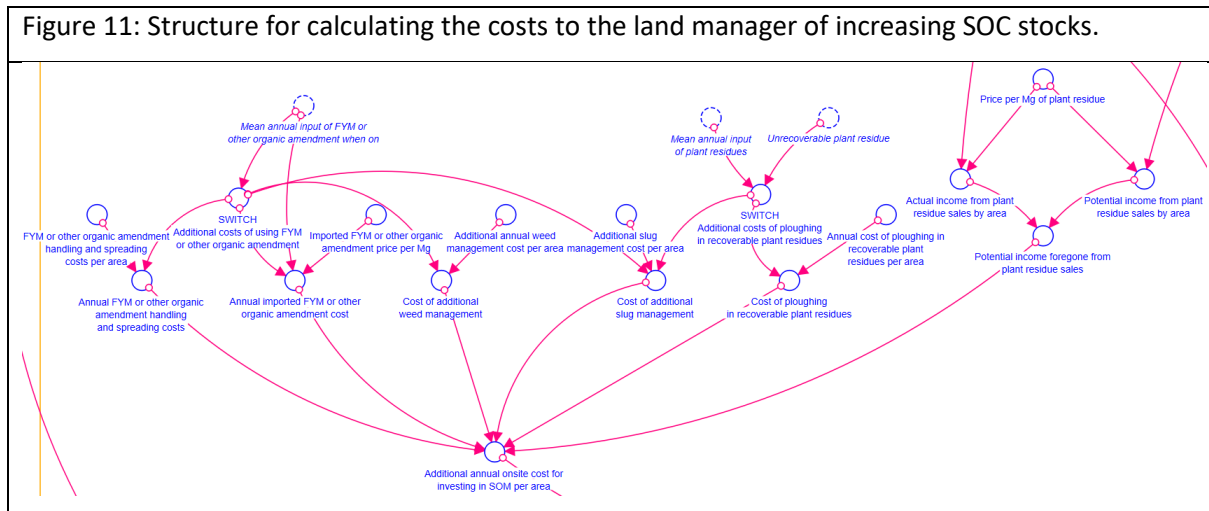 Figure 11: Structure for calculating the costs to the land manager of increasing SOC stocks.
Price per Mg of plant residue
Mean annual input of FYM or
other organic amendment when on
Mean annual input
of plant residues
Unrecoverable plant residue
Actual income from plant
residue sales by area
Potential income from plant
residue sales by area
SWITCH
Additional costs of using FYM
or other organic amendment
SWITCH
Additional costs of ploughing
in recoverable plant residues
FYM or other organic amendment
handling and spreading
costs per area
Imported FYM or other organic
amendment price per Mg
Additional annual weed
management cost per area
Additional slug
management cost per area
Annual cost of ploughing in
recoverable plant
residues per area
Potential income foregone from
plant residue sales
Annual FYM or other organic
amendment handling
and spreading costs
Annual imported FYM or other
organic amendment cost
Cost of additional
weed management
Cost of additional
slug management
Cost of ploughing
in recoverable plant residues
Additional annual onsite cost for
investing in SOM per area